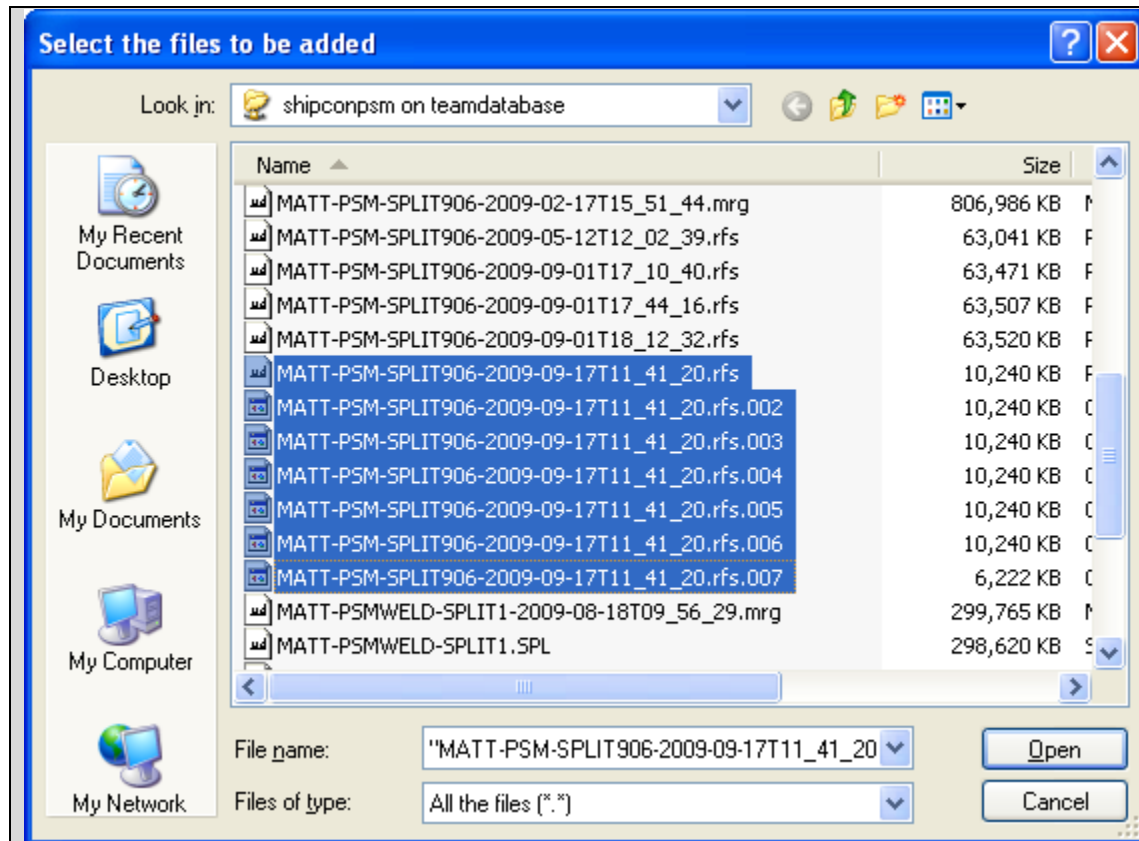 Select the files to be added
Look in: shipconpsm on teamdatabase
Name Size
MATT-PSM-SPLIT906-2009-02-17T15_51_44.mrg 806,986 KB
MATT-PSM-SPLIT906-2009-05-12T12_02_39.rfs 63,041 KB
MATT-PSM-SPLIT906-2009-09-01T17_10_40.rfs 63,471 KB
MATT-PSM-SPLIT906-2009-09-01T17_44_16.rfs 63,507 KB
MATT-PSM-SPLIT906-2009-09-01T18_12_32.rfs 63,520 KB
MATT-PSM-SPLIT906-2009-09-17T11_41_20.rfs 10,240 KB
MATT-PSM-SPLIT906-2009-09-17T11_41_20.rfs.002 10,240 KB
MATT-PSM-SPLIT906-2009-09-17T11_41_20.rfs.003 10,240 KB
MATT-PSM-SPLIT906-2009-09-17T11_41_20.rfs.004 10,240 KB
MATT-PSM-SPLIT906-2009-09-17T11_41_20.rfs.005 10,240 KB
MATT-PSM-SPLIT906-2009-09-17T11_41_20.rfs.006 10,240 KB
MATT-PSM-SPLIT906-2009-09-17T11_41_20.rfs.007 6,222 KB
MATT-PSMWELD-SPLIT1-2009-08-18T09_56_29.mrg 299,765 KB
MATT-PSMWELD-SPLIT1.SPL 298,620 KB
My Recent
Documents
Desktop
My Documents
My Computer
My Network
File name: "MATT-PSM-SPLIT906-2009-09-17T11_41_20
Open
Files of type: All the files (*.*)
Cancel